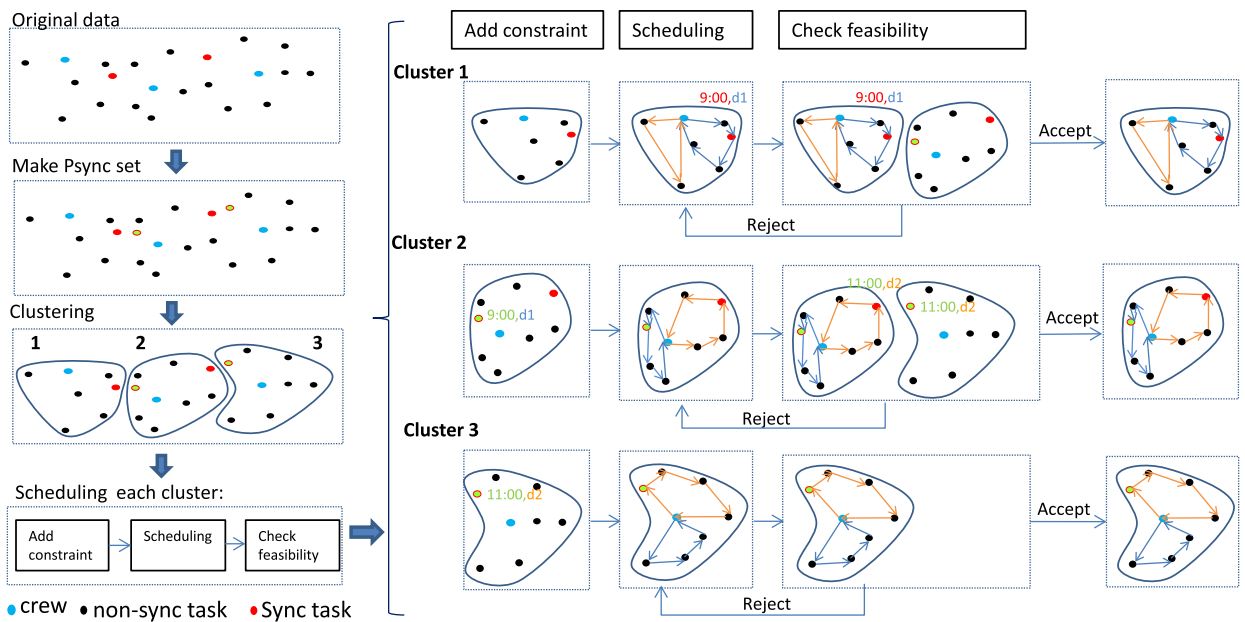 Original data
Make Psync set
Clustering
1 2 3
Scheduling each cluster:
Add
constraint
Scheduling
Check
feasibility
crew non-sync task Sync task
Add constraint Scheduling Check feasibility
Cluster 1
9:00,d1 9:00,d1
Accept
Reject
Cluster 2
9:00,d1 11:00,d2 11:00,d2
Accept
Reject
Cluster 3
11:00,d2
Accept
Reject